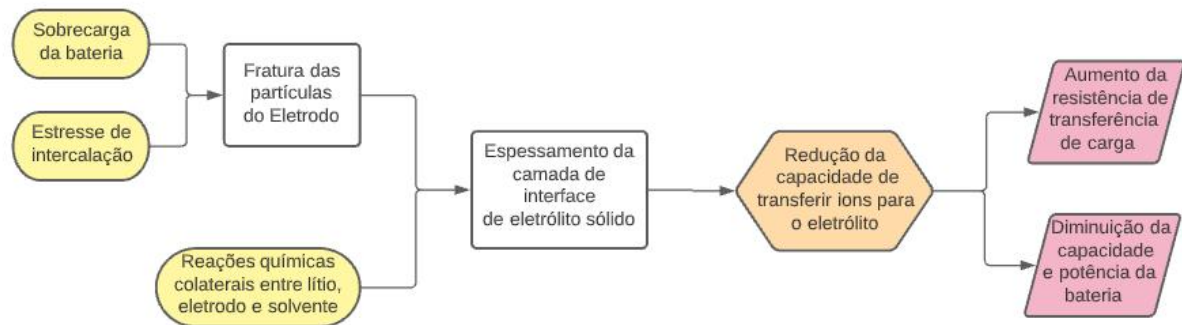 Sobrecarga
da bateria
Estresse de
intercalação
Fratura das
partículas
do Eletrodo
Reações químicas
colaterais entre lítio,
eletrodo e solvente
Espessamento da
camada de
interface
de eletrólito sólido
Redução da
capacidade de
transferir ions para
o eletrólito
Aumento da
resistência de
transferência
de carga
Diminuição da
capacidade
e potência da
bateria